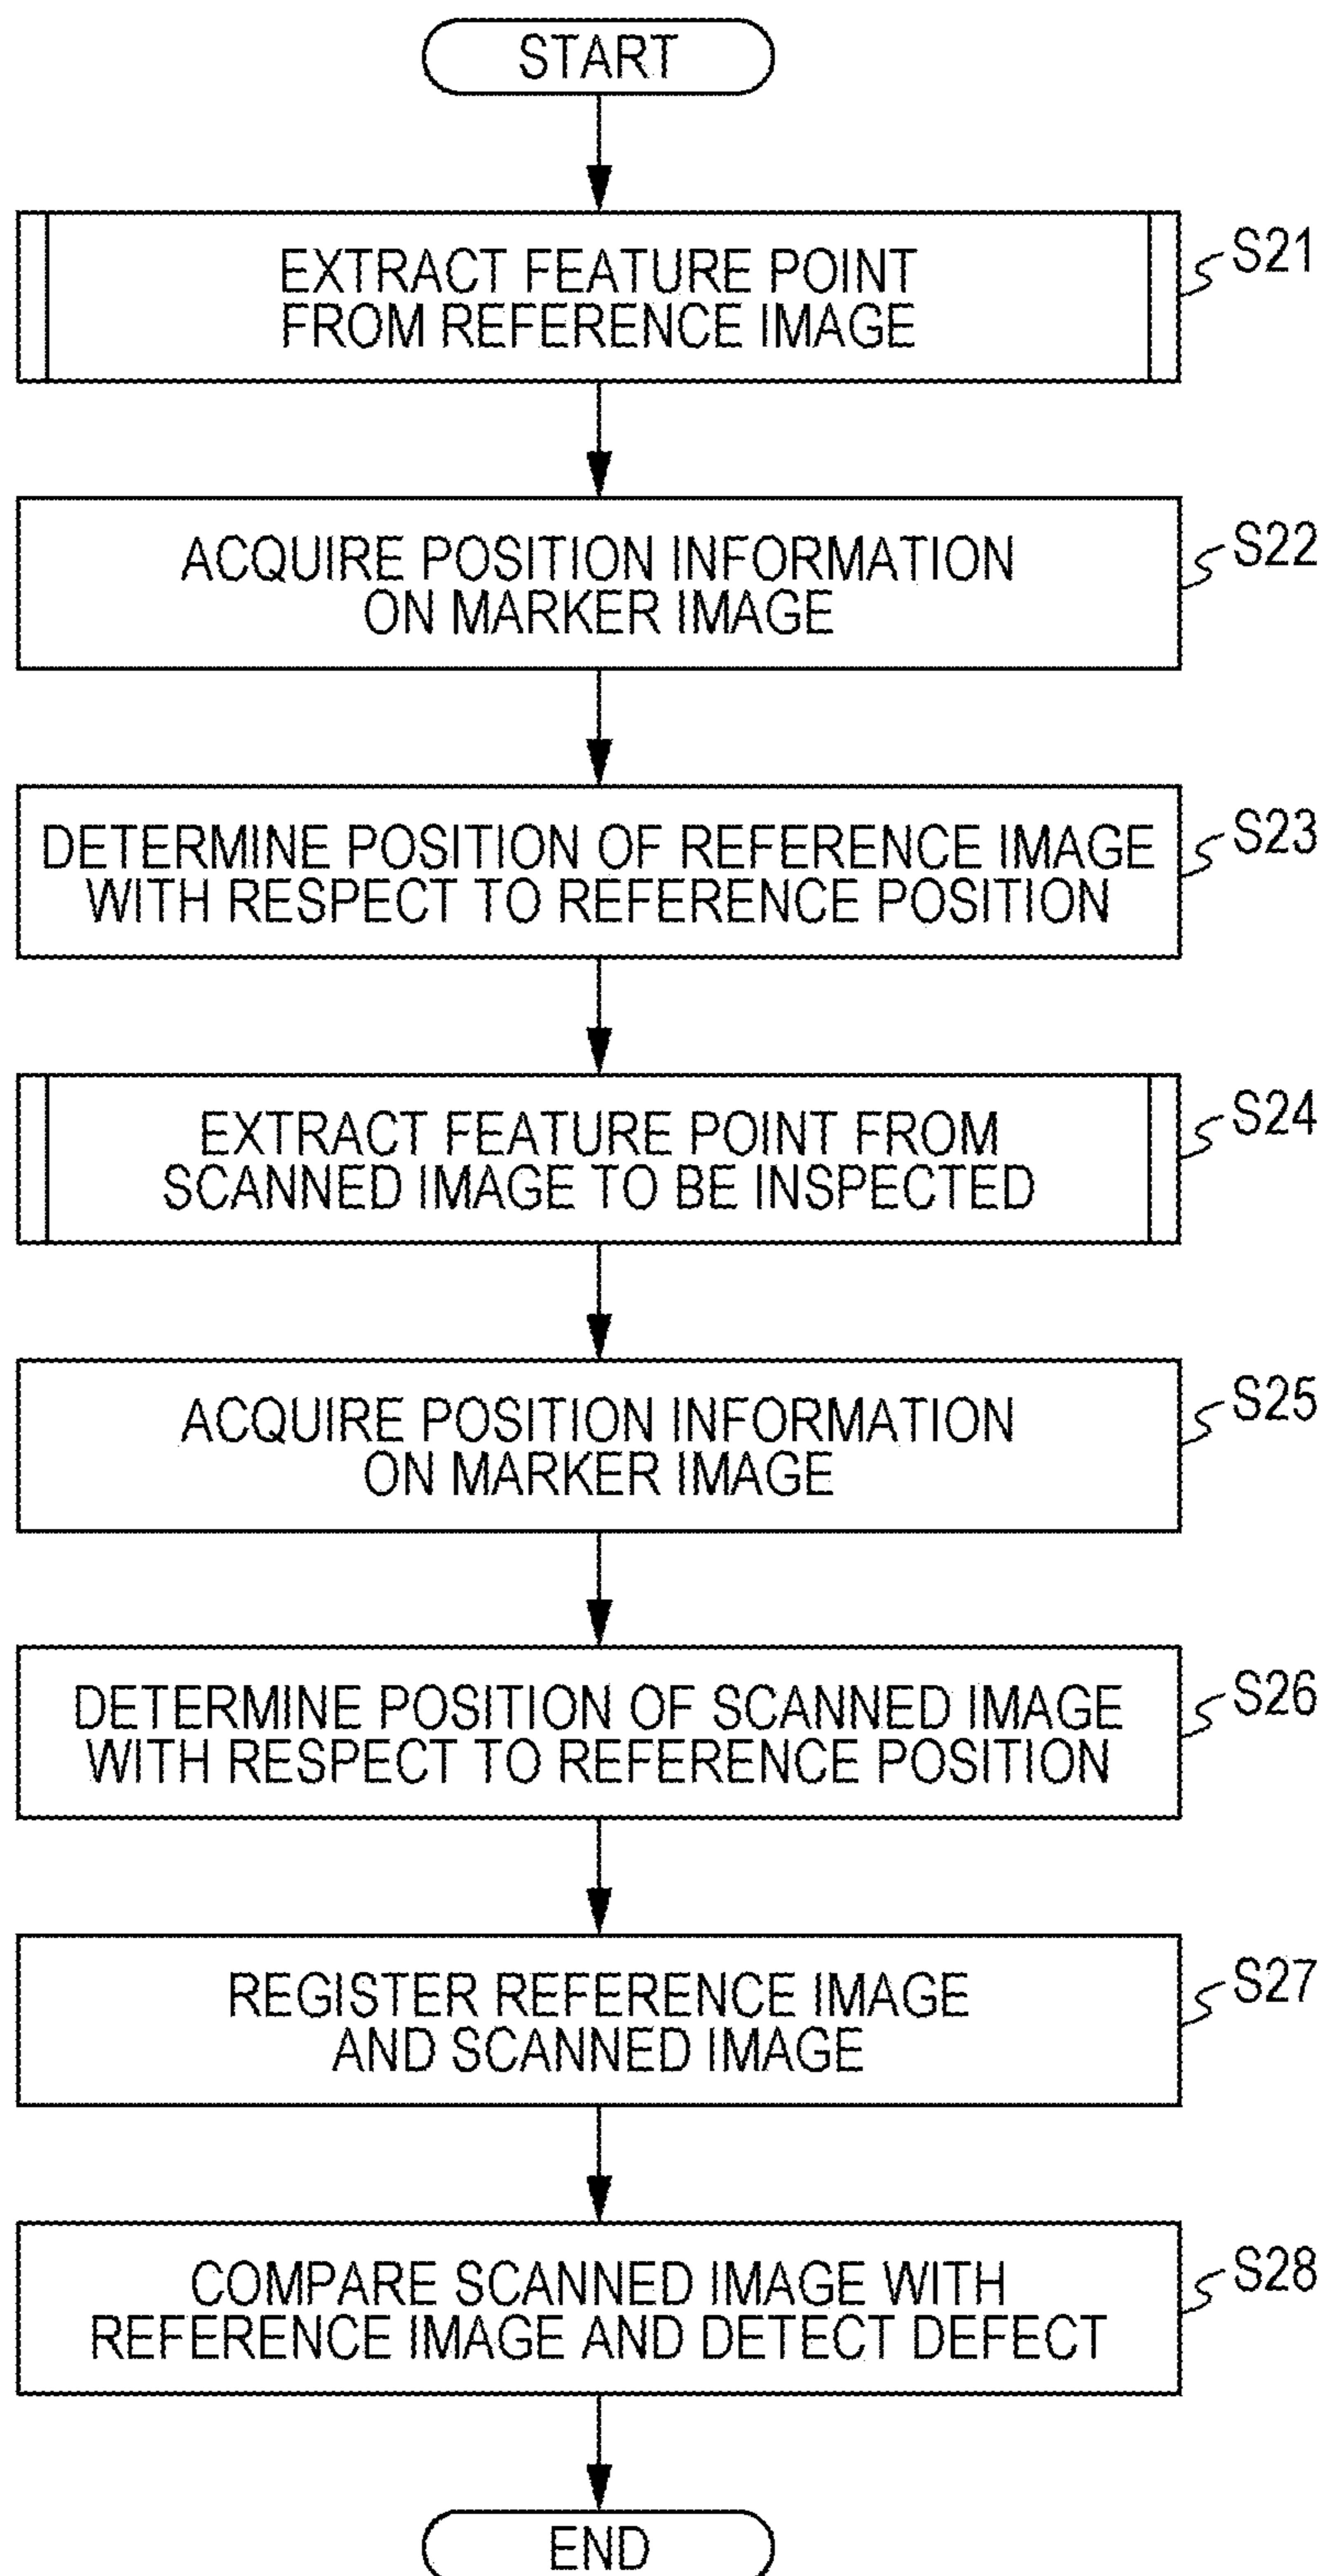 START
EXTRACT FEATURE POINT
FROM REFERENCE IMAGE
S21
ACQUIRE POSITION INFORMATION
ON MARKER IMAGE
S22
DETERMINE POSITION OF REFERENCE IMAGE
WITH RESPECT TO REFERENCE POSITION
S23
EXTRACT FEATURE POINT FROM
SCANNED IMAGE TO BE INSPECTED
S24
ACQUIRE POSITION INFORMATION
ON MARKER IMAGE
S25
DETERMINE POSITION OF SCANNED IMAGE
WITH RESPECT TO REFERENCE POSITION
S26
REGISTER REFERENCE IMAGE
AND SCANNED IMAGE
S27
COMPARE SCANNED IMAGE WITH
REFERENCE IMAGE AND DETECT DEFECT
S28
END